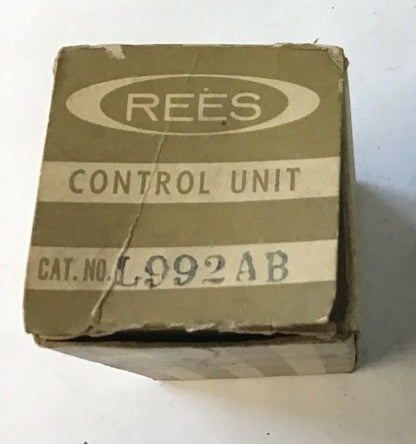 REES
CONTROL UNIT
CAT. NO. L992AB